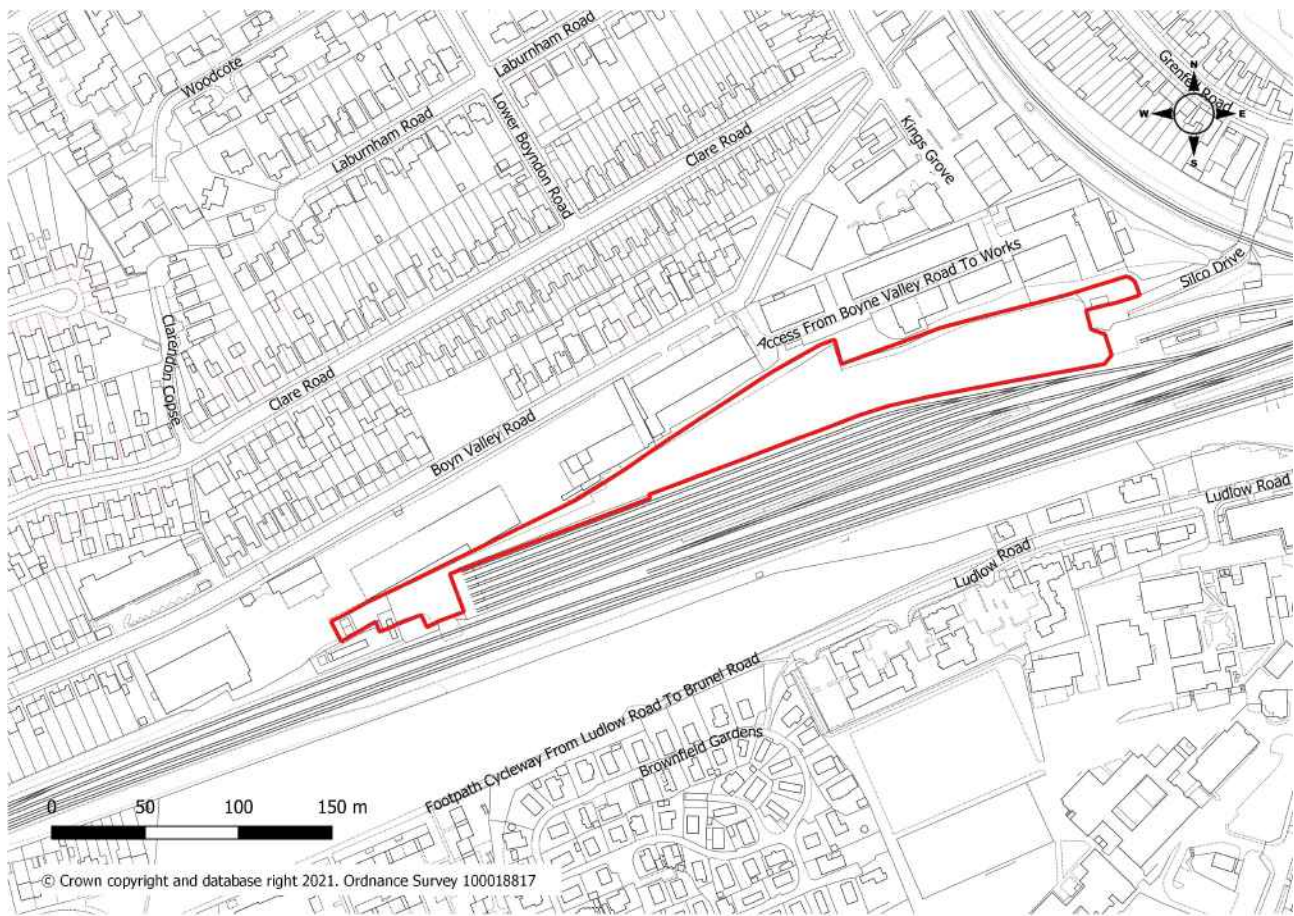 Woodcote
Laburnham Road
Laburnham Road
Lower Boyndon Road
Clare Road
Kings Grove
Grenfell Road
N
W
E
S
Clarendon Copse
Clare Road
Boyn Valley Road
Access From Boyne Valley Road To Works
Silco Drive
Ludlow Road
Ludlow Road
Footpath Cycleway From Ludlow Road To Brunel Road
Brownfield Gardens
0 50 100 150 m
© Crown copyright and database right 2021. Ordnance Survey 100018817